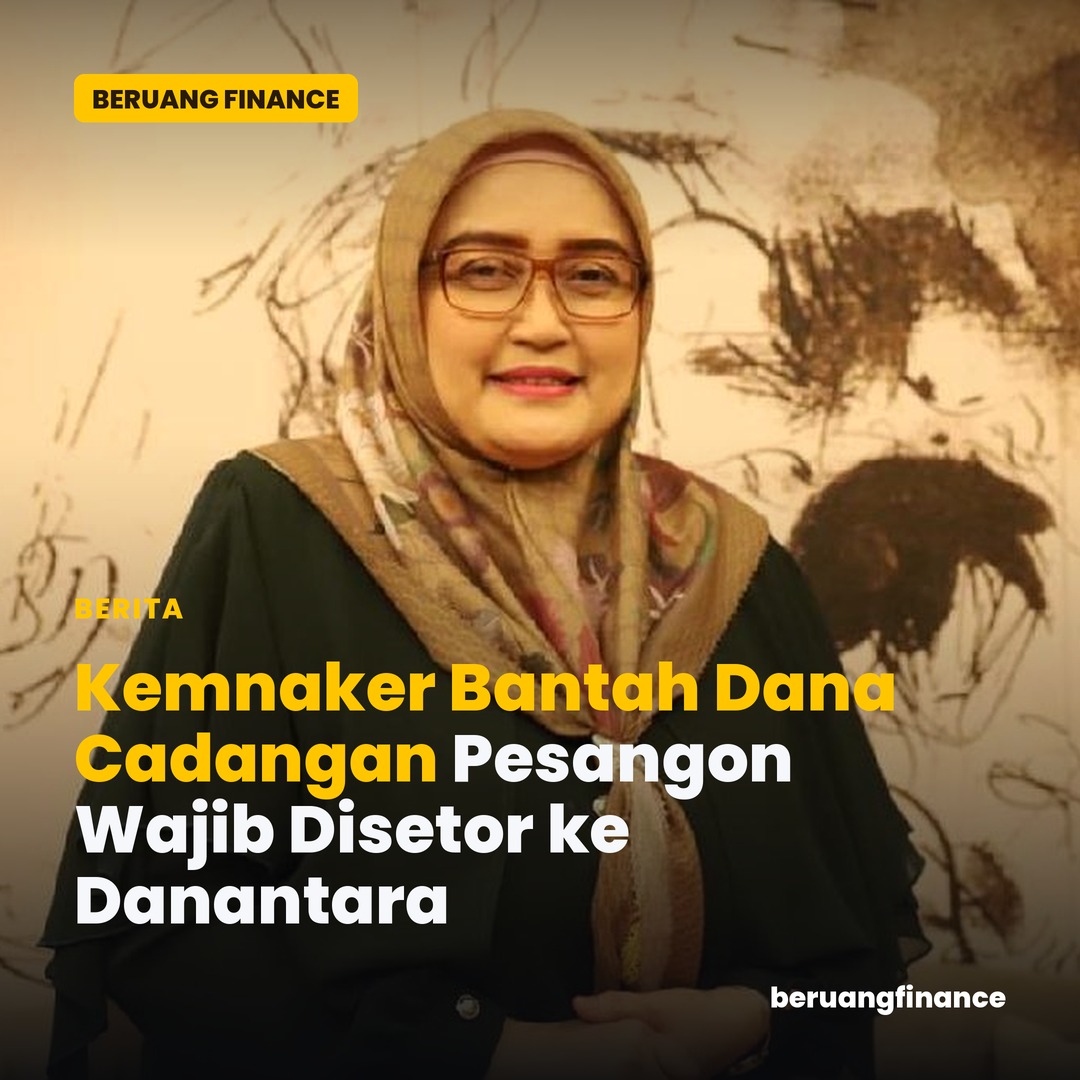 BERUANG FINANCE
BERITA
Kemnaker Bantah Dana
Cadangan Pesangon
Wajib Disetor ke
Danantara
beruangfinance